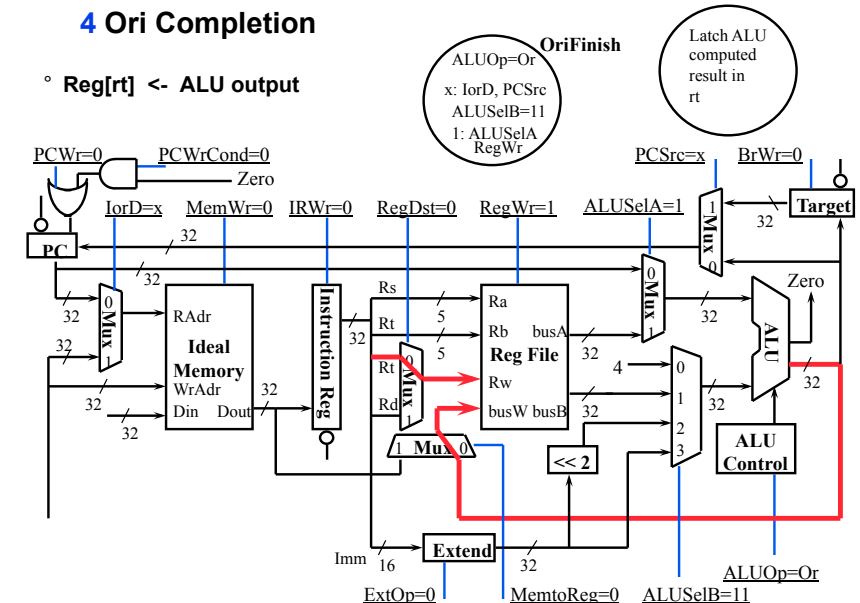 4 Ori Completion
° Reg[rt] <- ALU output
OriFinish
ALUOp=Or
x: IorD, PCSrc
ALUSelB=11
1: ALUSelA
RegWr
Latch ALU
computed
result in
rt
PCWr=0
PCWrCond=0
Zero
PCSrc=x
BrWr=0
IorD=x
MemWr=0
IRWr=0
RegDst=0
RegWr=1
ALUSelA=1
1
Mux
0
32
Target
PC
32
32
32
0
Mux
1
32
32
RAdr
Ideal
Memory
WrAdr
Din
Dout
32
32
32
Instruction Reg
32
Rs
5
Rt
5
Rt
Rd
0
Mux
1
Ra
Rb
busA
Reg File
Rw
busW
busB
32
32
0
Mux
1
32
Zero
ALU
32
4
0
1
2
3
Mux
32
1 Mux 0
<< 2
ALU
Control
Imm
16
Extend
32
ExtOp=0
MemtoReg=0
ALUSelB=11
ALUOp=Or